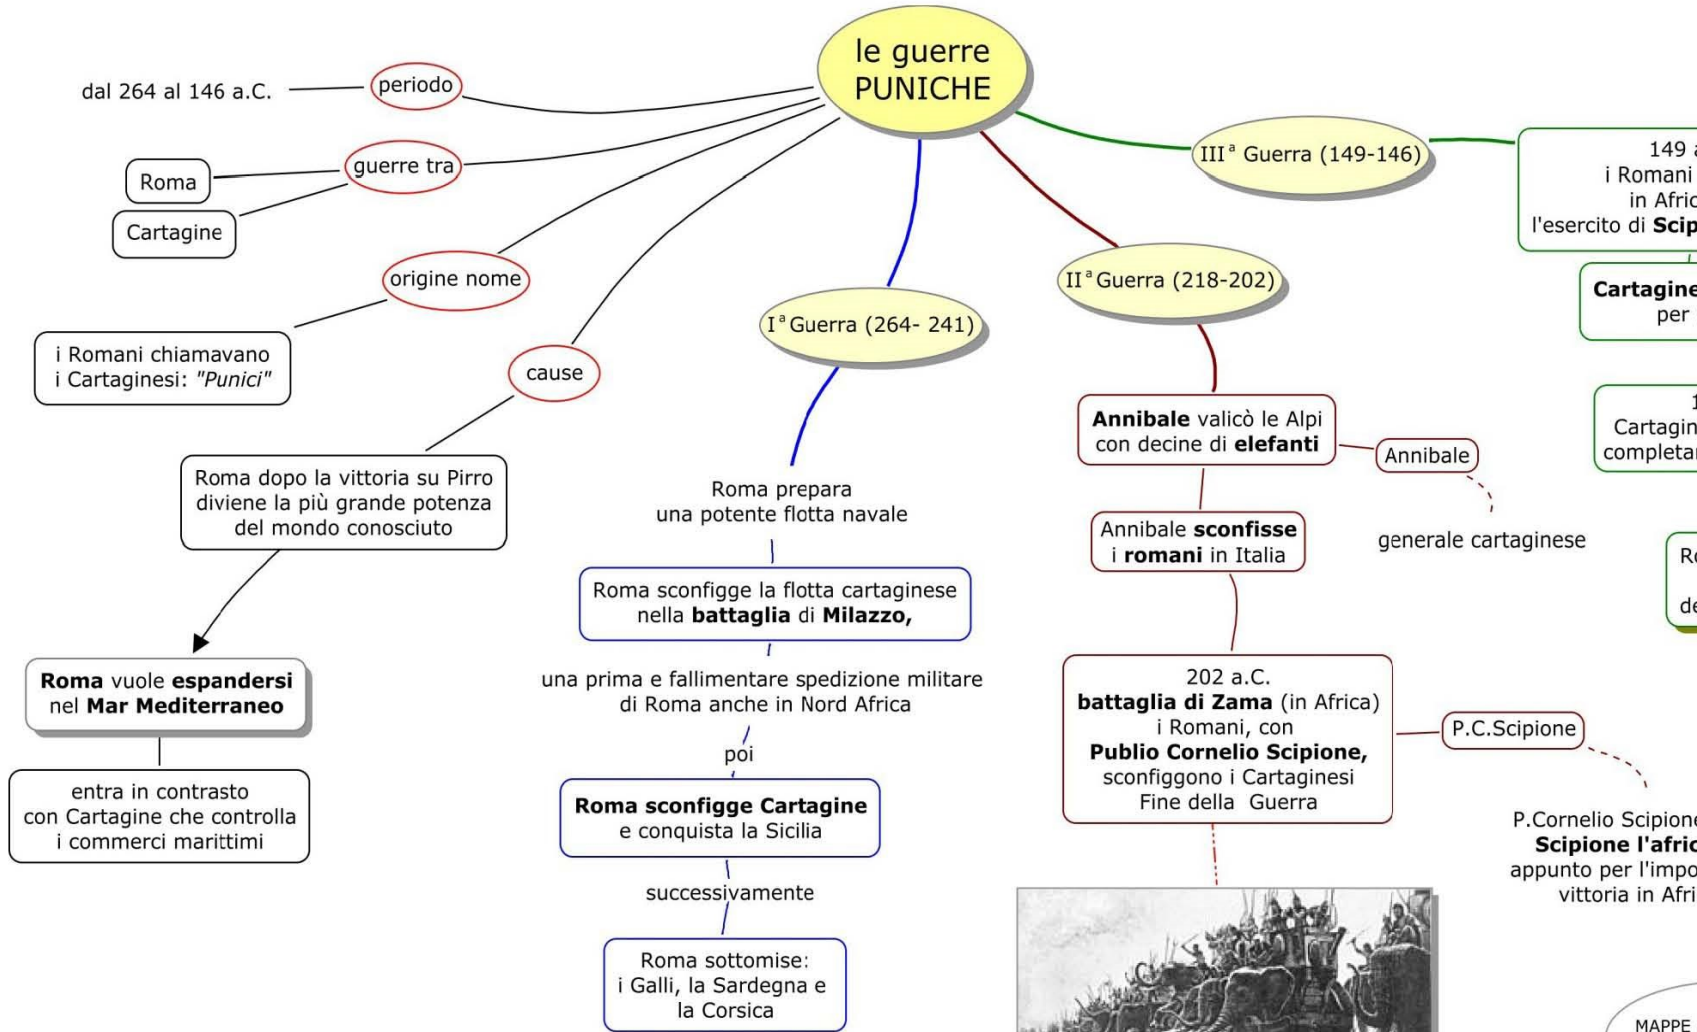 le guerre
PUNICHE
periodo
dal 264 al 146 a.C.
guerre tra
Roma
Cartagine
origine nome
i Romani chiamavano
i Cartaginesi: "Punici"
cause
Roma dopo la vittoria su Pirro
diviene la più grande potenza
del mondo conosciuto
Roma vuole espandersi
nel Mar Mediterraneo
entra in contrasto
con Cartagine che controlla
i commerci marittimi
Iª Guerra (264- 241)
Roma prepara
una potente flotta navale
Roma sconfigge la flotta cartaginese
nella battaglia di Milazzo,
una prima e fallimentare spedizione militare
di Roma anche in Nord Africa
poi
Roma sconfigge Cartagine
e conquista la Sicilia
successivamente
Roma sottomise:
i Galli, la Sardegna e
la Corsica
IIª Guerra (218-202)
Annibale valicò le Alpi
con decine di elefanti
Annibale
generale cartaginese
Annibale sconfisse
i romani in Italia
202 a.C.
battaglia di Zama (in Africa)
i Romani, con
Publio Cornelio Scipione,
sconfiggono i Cartaginesi
Fine della Guerra
P.C.Scipione
P.Cornelio Scipione
Scipione l'afric
appunto per l'impo
vittoria in Afri
IIIª Guerra (149-146)
149 a
i Romani
in Afric
l'esercito di Scip
Cartagine
per
1
Cartagin
completa
Ro
de
MAPPE